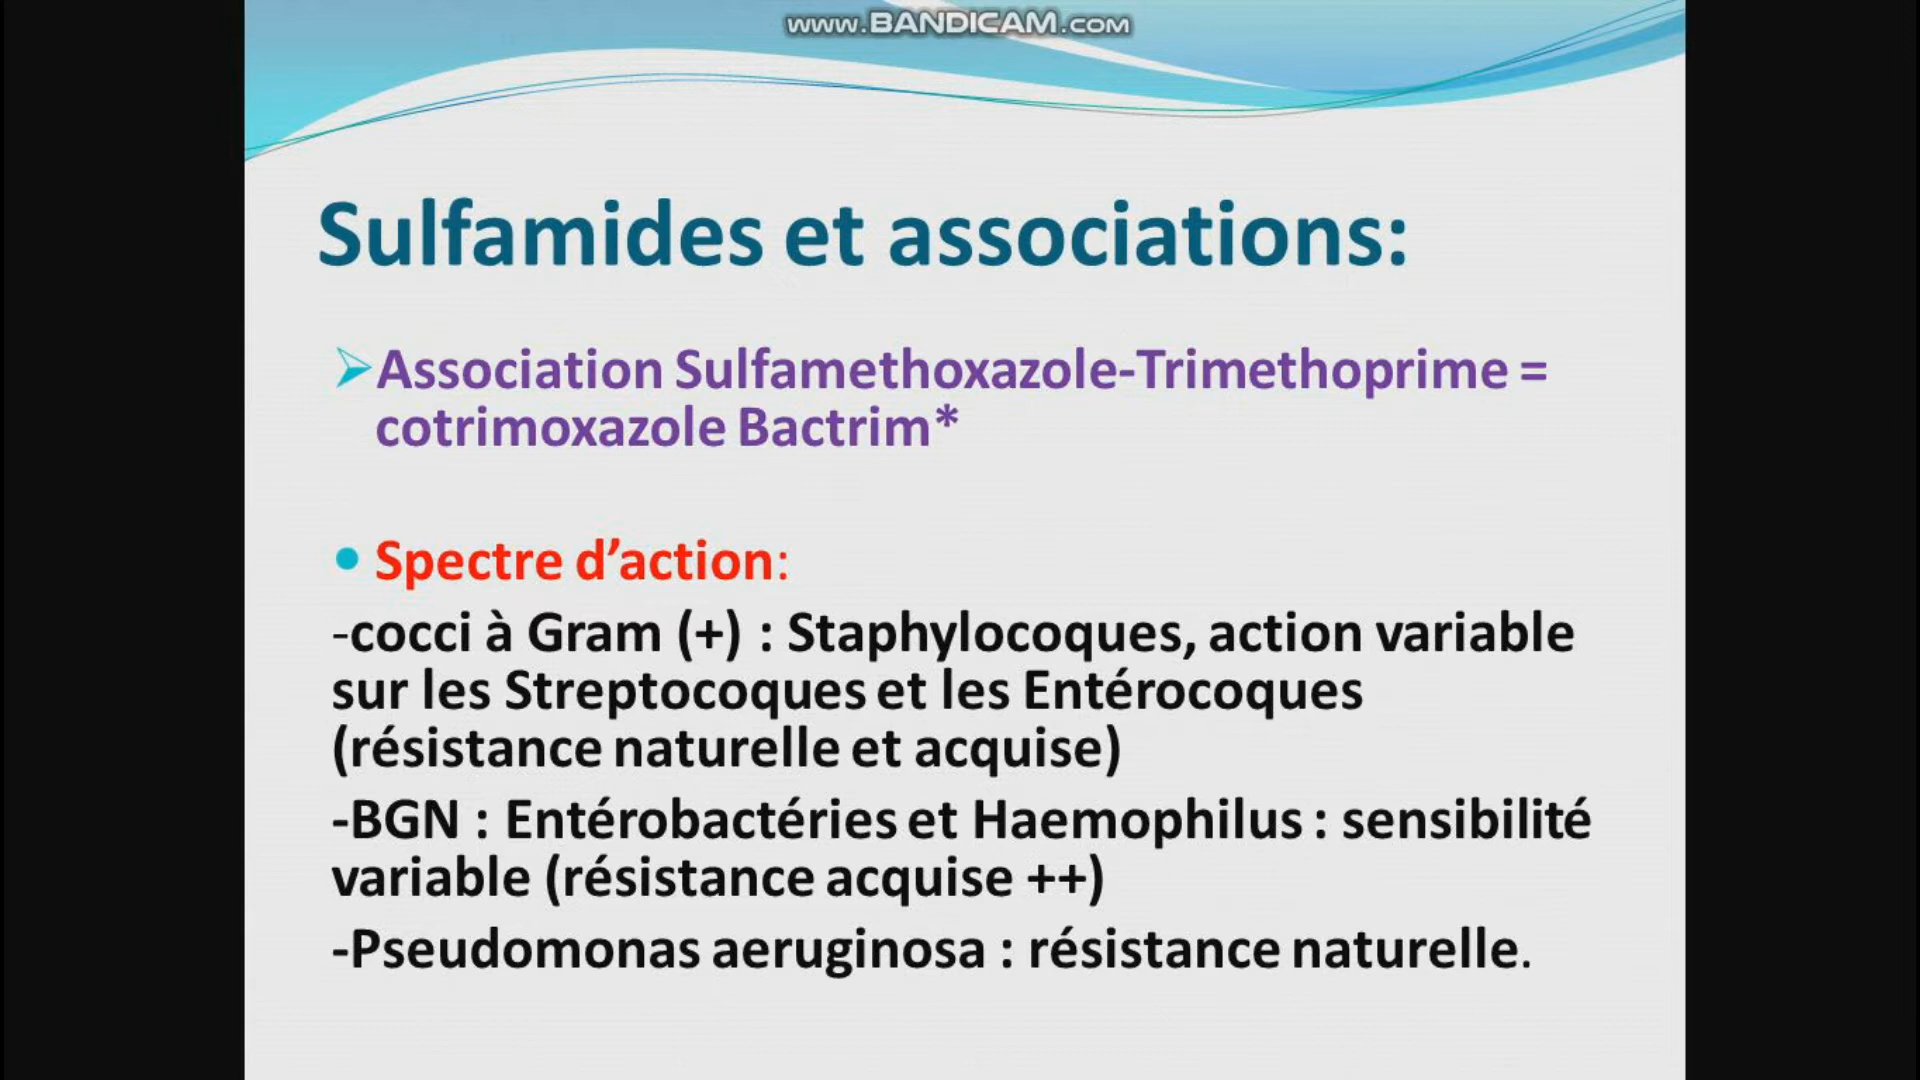 www.BANDICAM.com
Sulfamides et associations:
Association Sulfamethoxazole-Trimethoprime =
cotrimoxazole Bactrim*
• Spectre d’action:
-cocci à Gram (+) : Staphylocoques, action variable
sur les Streptocoques et les Entérocoques
(résistance naturelle et acquise)
-BGN : Entérobactéries et Haemophilus : sensibilité
variable (résistance acquise ++)
-Pseudomonas aeruginosa : résistance naturelle.